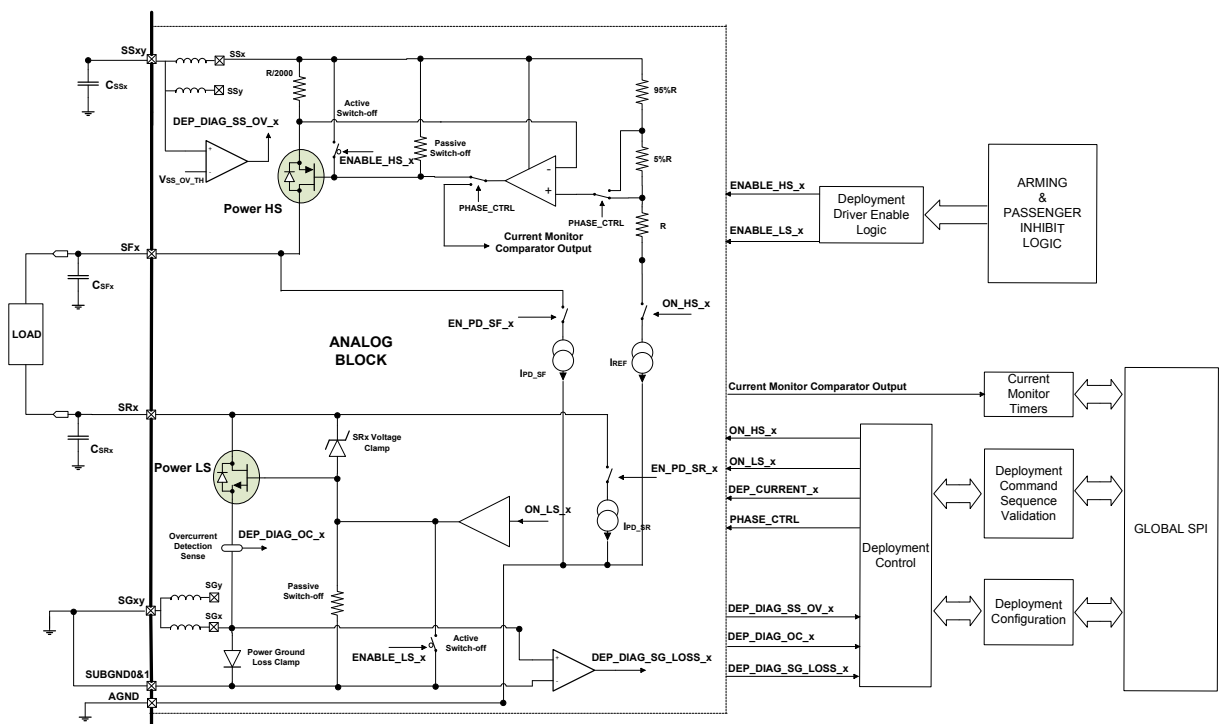 SSxy
SSx
SSy
CSSx
R/2000
95%R
5%R
R
Active
Switch-off
Passive
Switch-off
DEP_DIAG_SS_OV_x
+
-
VSS_OV_TH
ENABLE_HS_x
-
+
PHASE_CTRL
PHASE_CTRL
Current Monitor
Comparator Output
Power HS
SFx
CSFx
LOAD
ANALOG
BLOCK
EN_PD_SF_x
ON_HS_x
IPD_SF
IREF
SRx
CSRx
SRx Voltage
Clamp
Power LS
EN_PD_SR_x
ON_LS_x
IPD_SR
Overcurrent
Detection
Sense
DEP_DIAG_OC_x
SGxy
SGy
SGx
Passive
Switch-off
Power Ground
Loss Clamp
ENABLE_LS_x
Active
Switch-off
+
-
DEP_DIAG_SG_LOSS_x
SUBGND0&1
AGND
ENABLE_HS_x
ENABLE_LS_x
Deployment
Driver Enable
Logic
ARMING
&
PASSENGER
INHIBIT
LOGIC
Current Monitor Comparator Output
Current
Monitor
Timers
ON_HS_x
ON_LS_x
DEP_CURRENT_x
PHASE_CTRL
Deployment
Control
Deployment
Command
Sequence
Validation
GLOBAL SPI
Deployment
Configuration
DEP_DIAG_SS_OV_x
DEP_DIAG_OC_x
DEP_DIAG_SG_LOSS_x